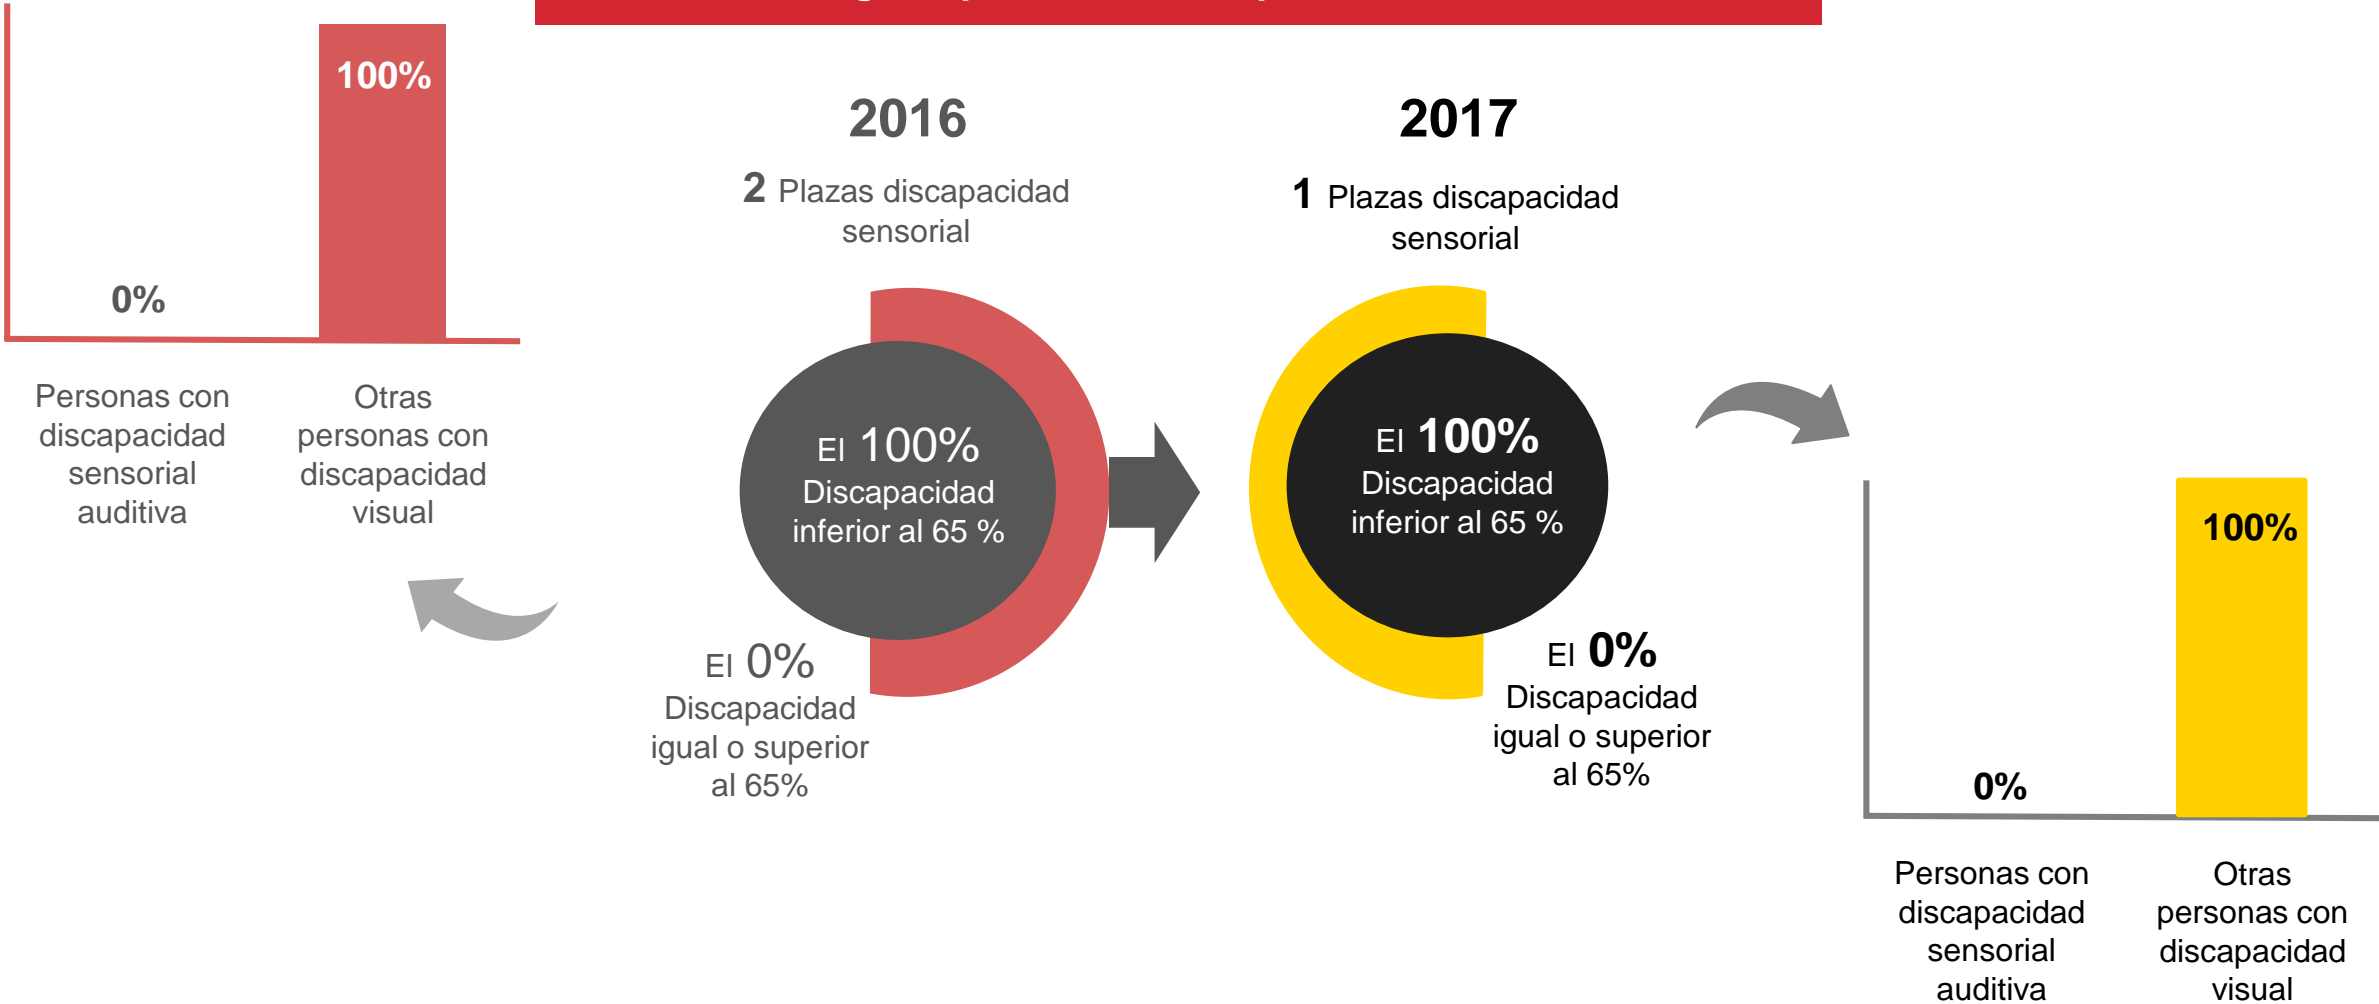 100%
0%
Personas con
discapacidad
sensorial
auditiva
Otras
personas con
discapacidad
visual
2016
2 Plazas discapacidad
sensorial
El 100%
Discapacidad
inferior al 65 %
El 0%
Discapacidad
igual o superior
al 65%
2017
1 Plazas discapacidad
sensorial
El 100%
Discapacidad
inferior al 65 %
El 0%
Discapacidad
igual o superior
al 65%
100%
0%
Personas con
discapacidad
sensorial
auditiva
Otras
personas con
discapacidad
visual